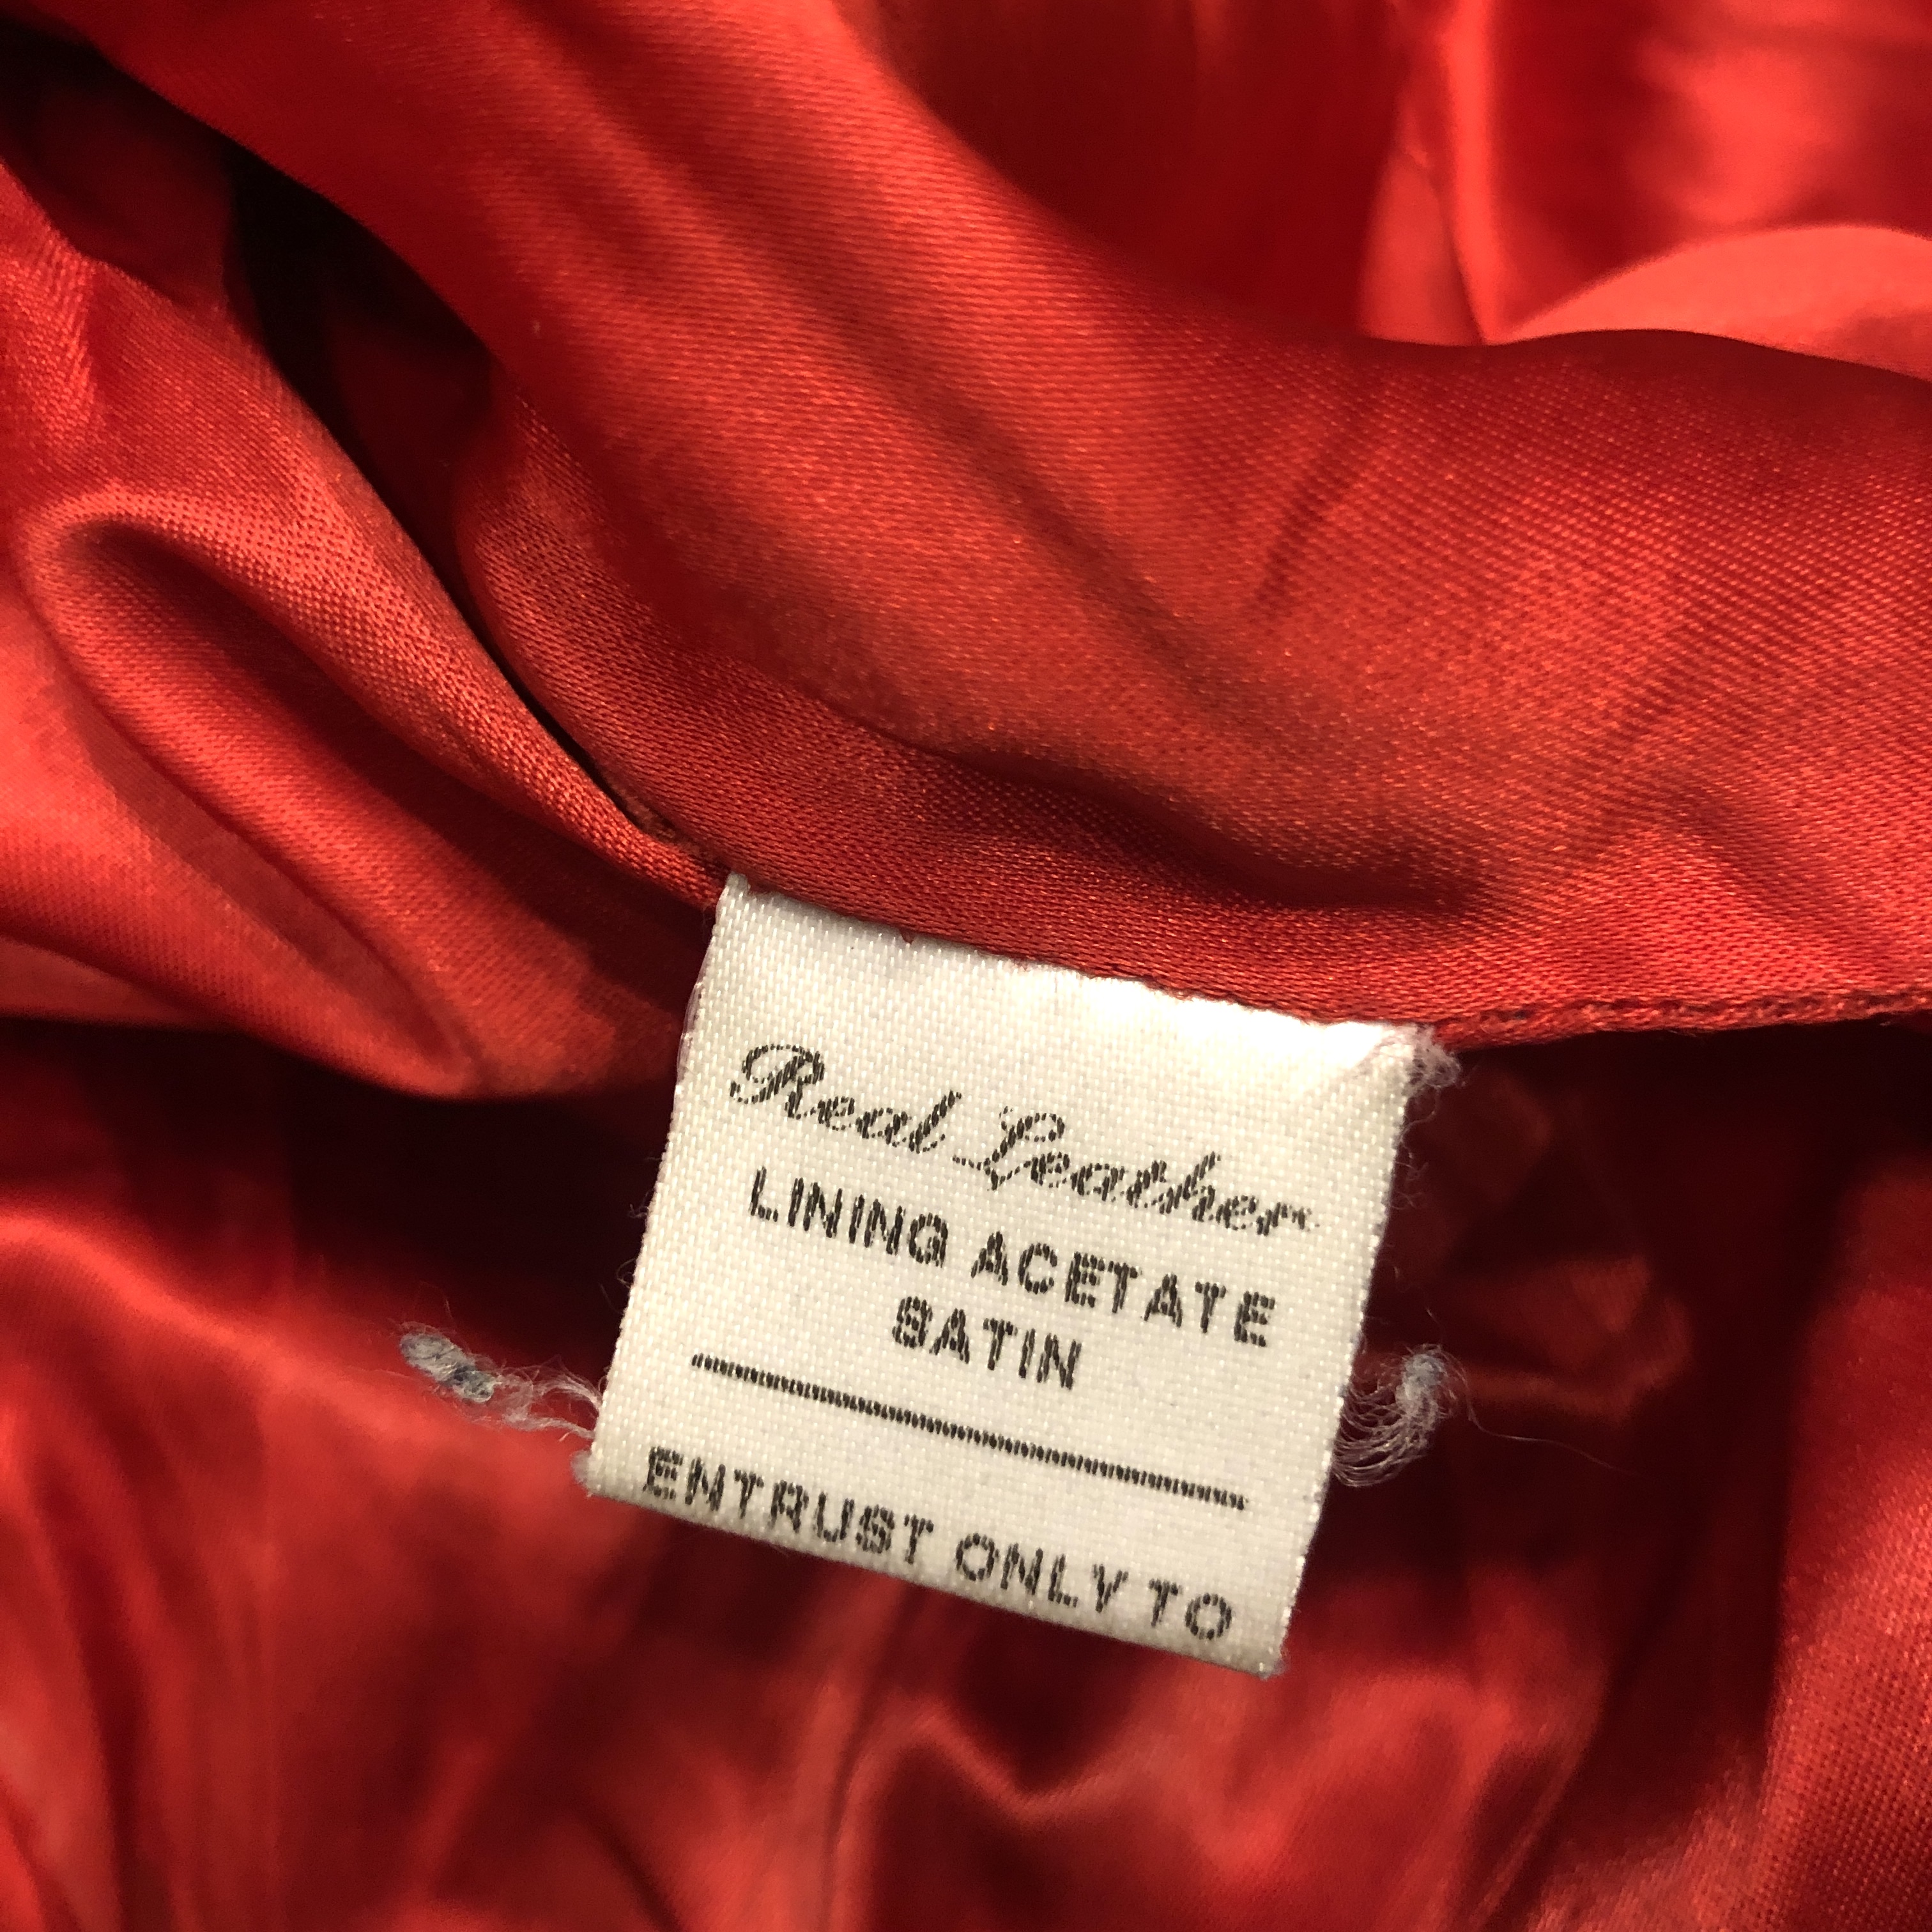 Real Leather
LINING ACETATE
SATIN
ENTRUST ONLY TO